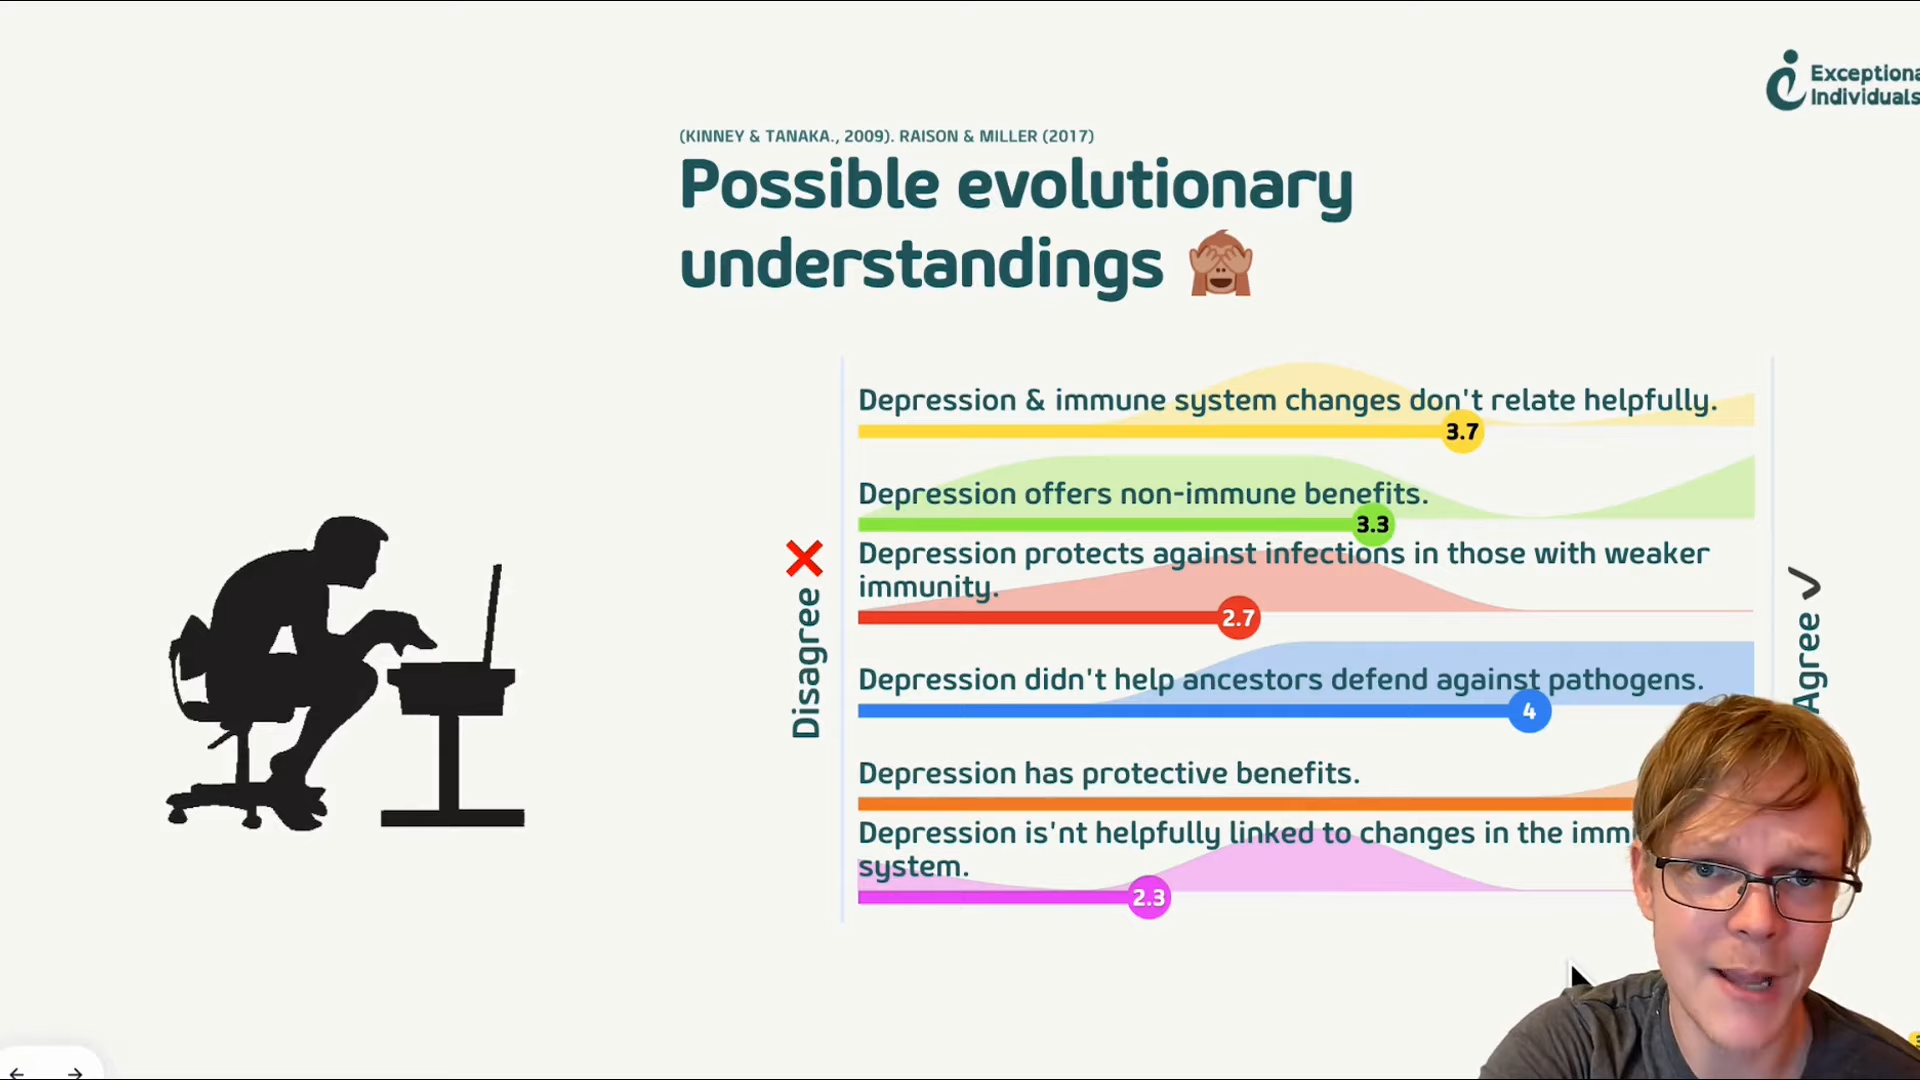 Exceptiona
Individuals
(KINNEY & TANAKA., 2009). RAISON & MILLER (2017)
Possible evolutionary
understandings
Depression & immune system changes don't relate helpfully.
3.7
Depression offers non-immune benefits.
3.3
Depression protects against infections in those with weaker
immunity.
2.7
Depression didn't help ancestors defend against pathogens.
4
Depression has protective benefits.
Depression is'nt helpfully linked to changes in the imm
system.
2.3
Disagree
Agree